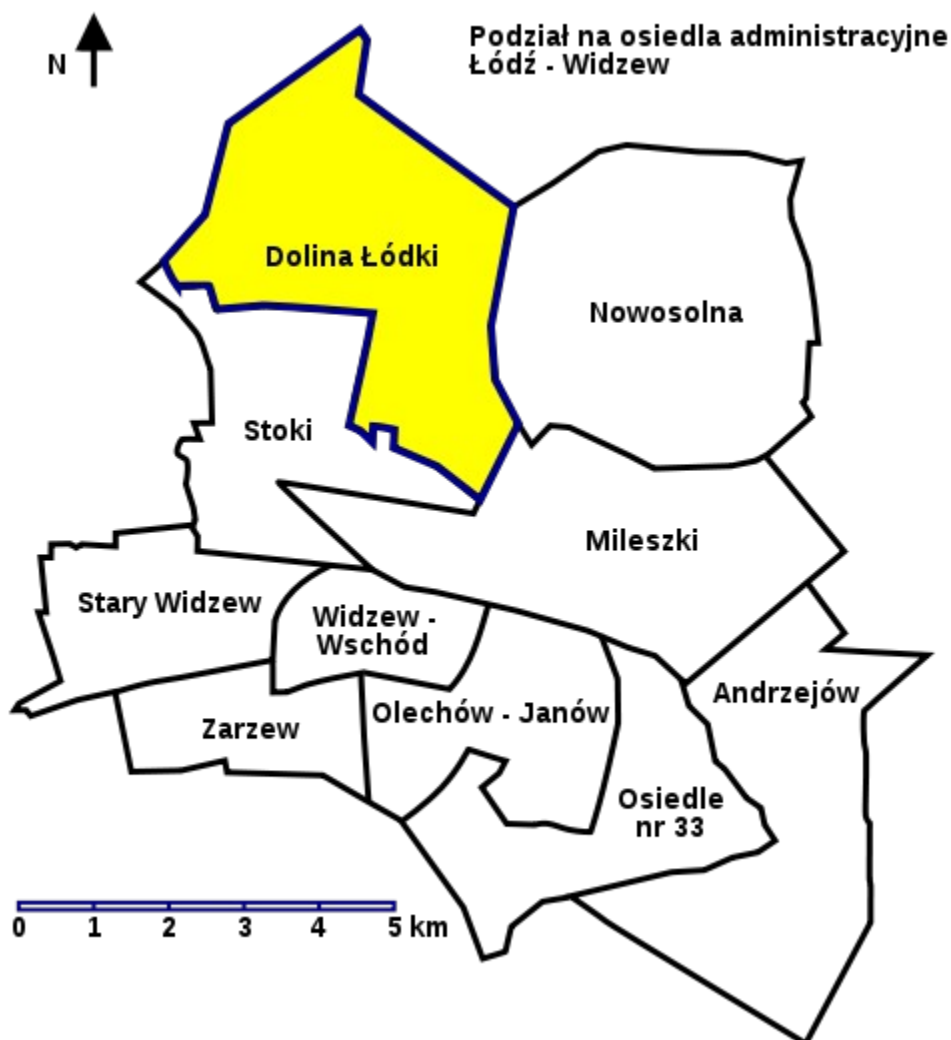 N
Podział na osiedla administracyjne
Łódź - Widzew
Dolina Łódki
Nowosolna
Stoki
Mileszki
Stary Widzew
Widzew -
Wschód
Andrzejów
Olechów - Janów
Zarzew
Osiedle
nr 33
0 1 2 3 4 5 km